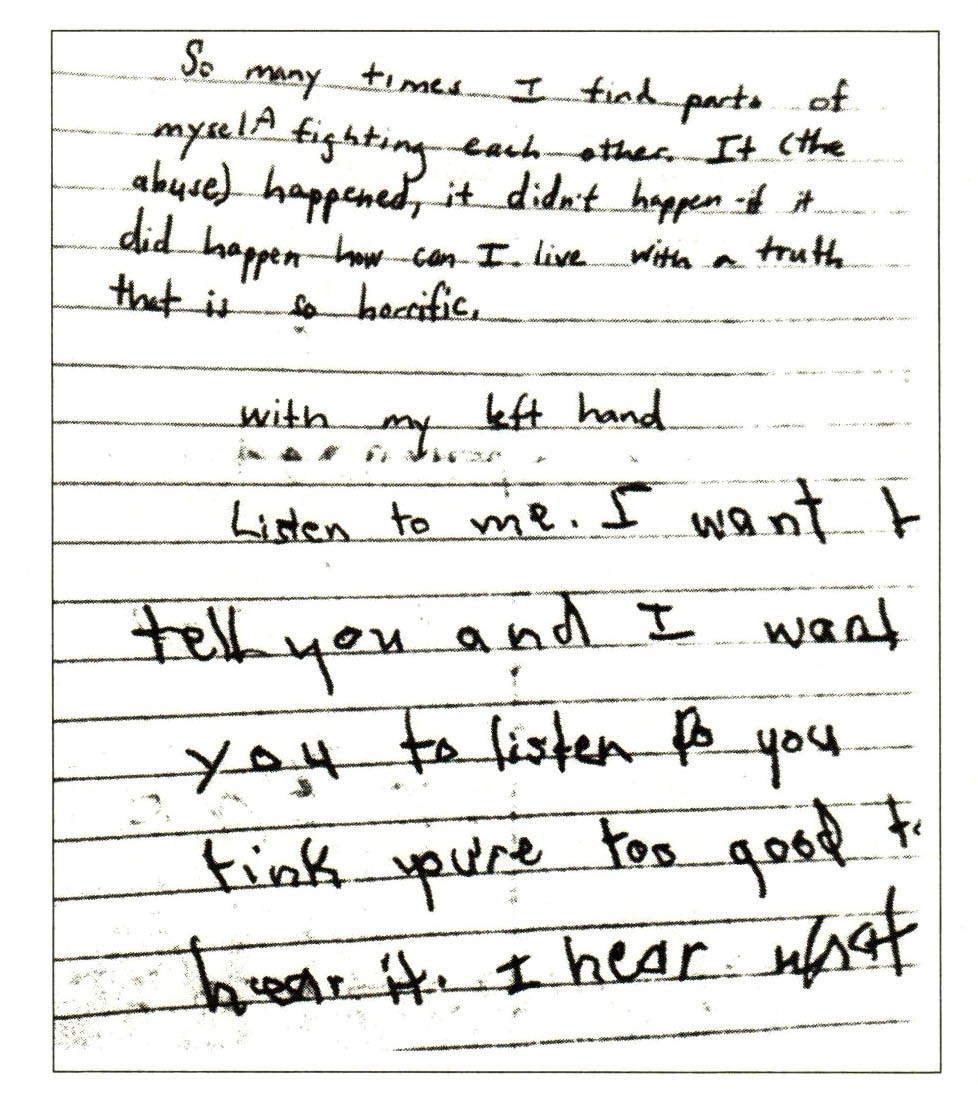 So many times I find parts of
myself fighting each other. It (the
abuse) happened, it didn't happen - if it
did happen how can I live with a truth
that is so horrific.
with my left hand
Listen to me. I want t
tell you and I want
you to listen Do you
tink you're too good to
hear it. I hear what